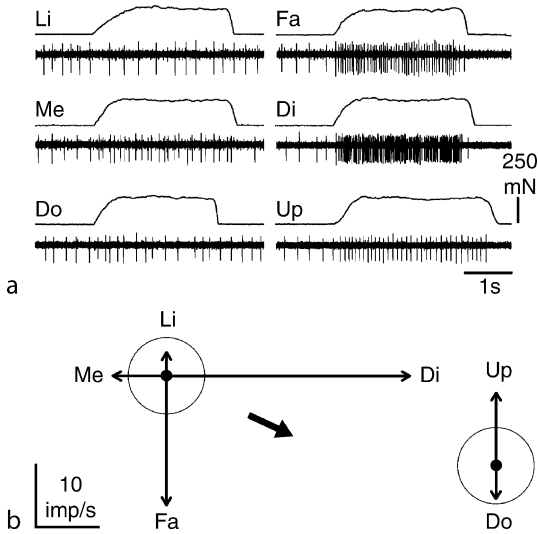 Li Fa
Me Di
250
mN
Do Up
1s
a
Li
Me Di Up
10
imp/s
b Fa Do